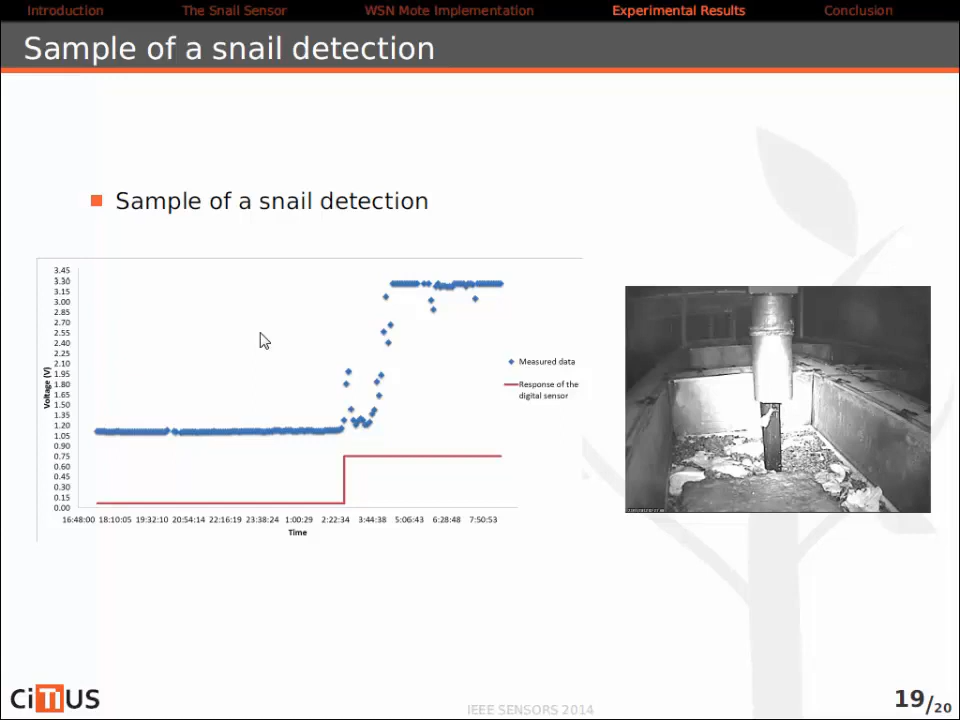 Introduction The Snail Sensor WSN Mote Implementation Experimental Results Conclusion
Sample of a snail detection
Sample of a snail detection
3.45
3.30
3.15
3.00
2.85
2.70
2.55
2.40
2.25
2.10
1.95
1.80
1.65
1.50
1.35
1.20
1.05
0.90
0.75
0.60
0.45
0.30
0.15
0.00
Voltage (V)
Measured data
Response of the
digital sensor
16:48:00 18:10:05 19:32:10 20:54:14 22:16:19 23:38:24 1:00:29 2:22:34 3:44:38 5:06:43 6:28:48 7:50:53
Time
CiTIUS
IEEE SENSORS 2014
19/20